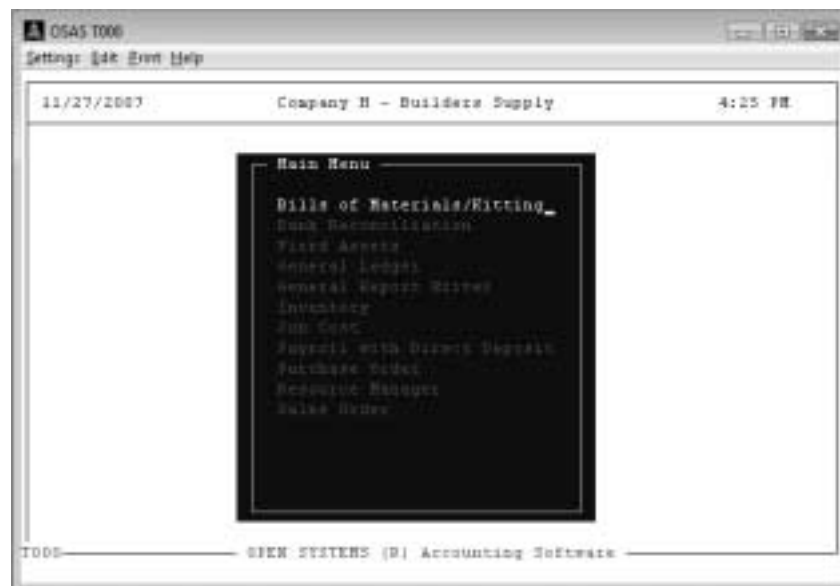 OSAS T000
Settings Edit Print Help
11/27/2007 Company H - Builders Supply 4:25 PM
Main Menu
Bills of Materials/Kitting
Bank Reconciliation
Fixed Assets
General Ledger
General Report Writer
Inventory
Job Cost
Payroll with Direct Deposit
Purchase Order
Resource Manager
Sales Order
T000 OPEN SYSTEMS (R) Accounting Software